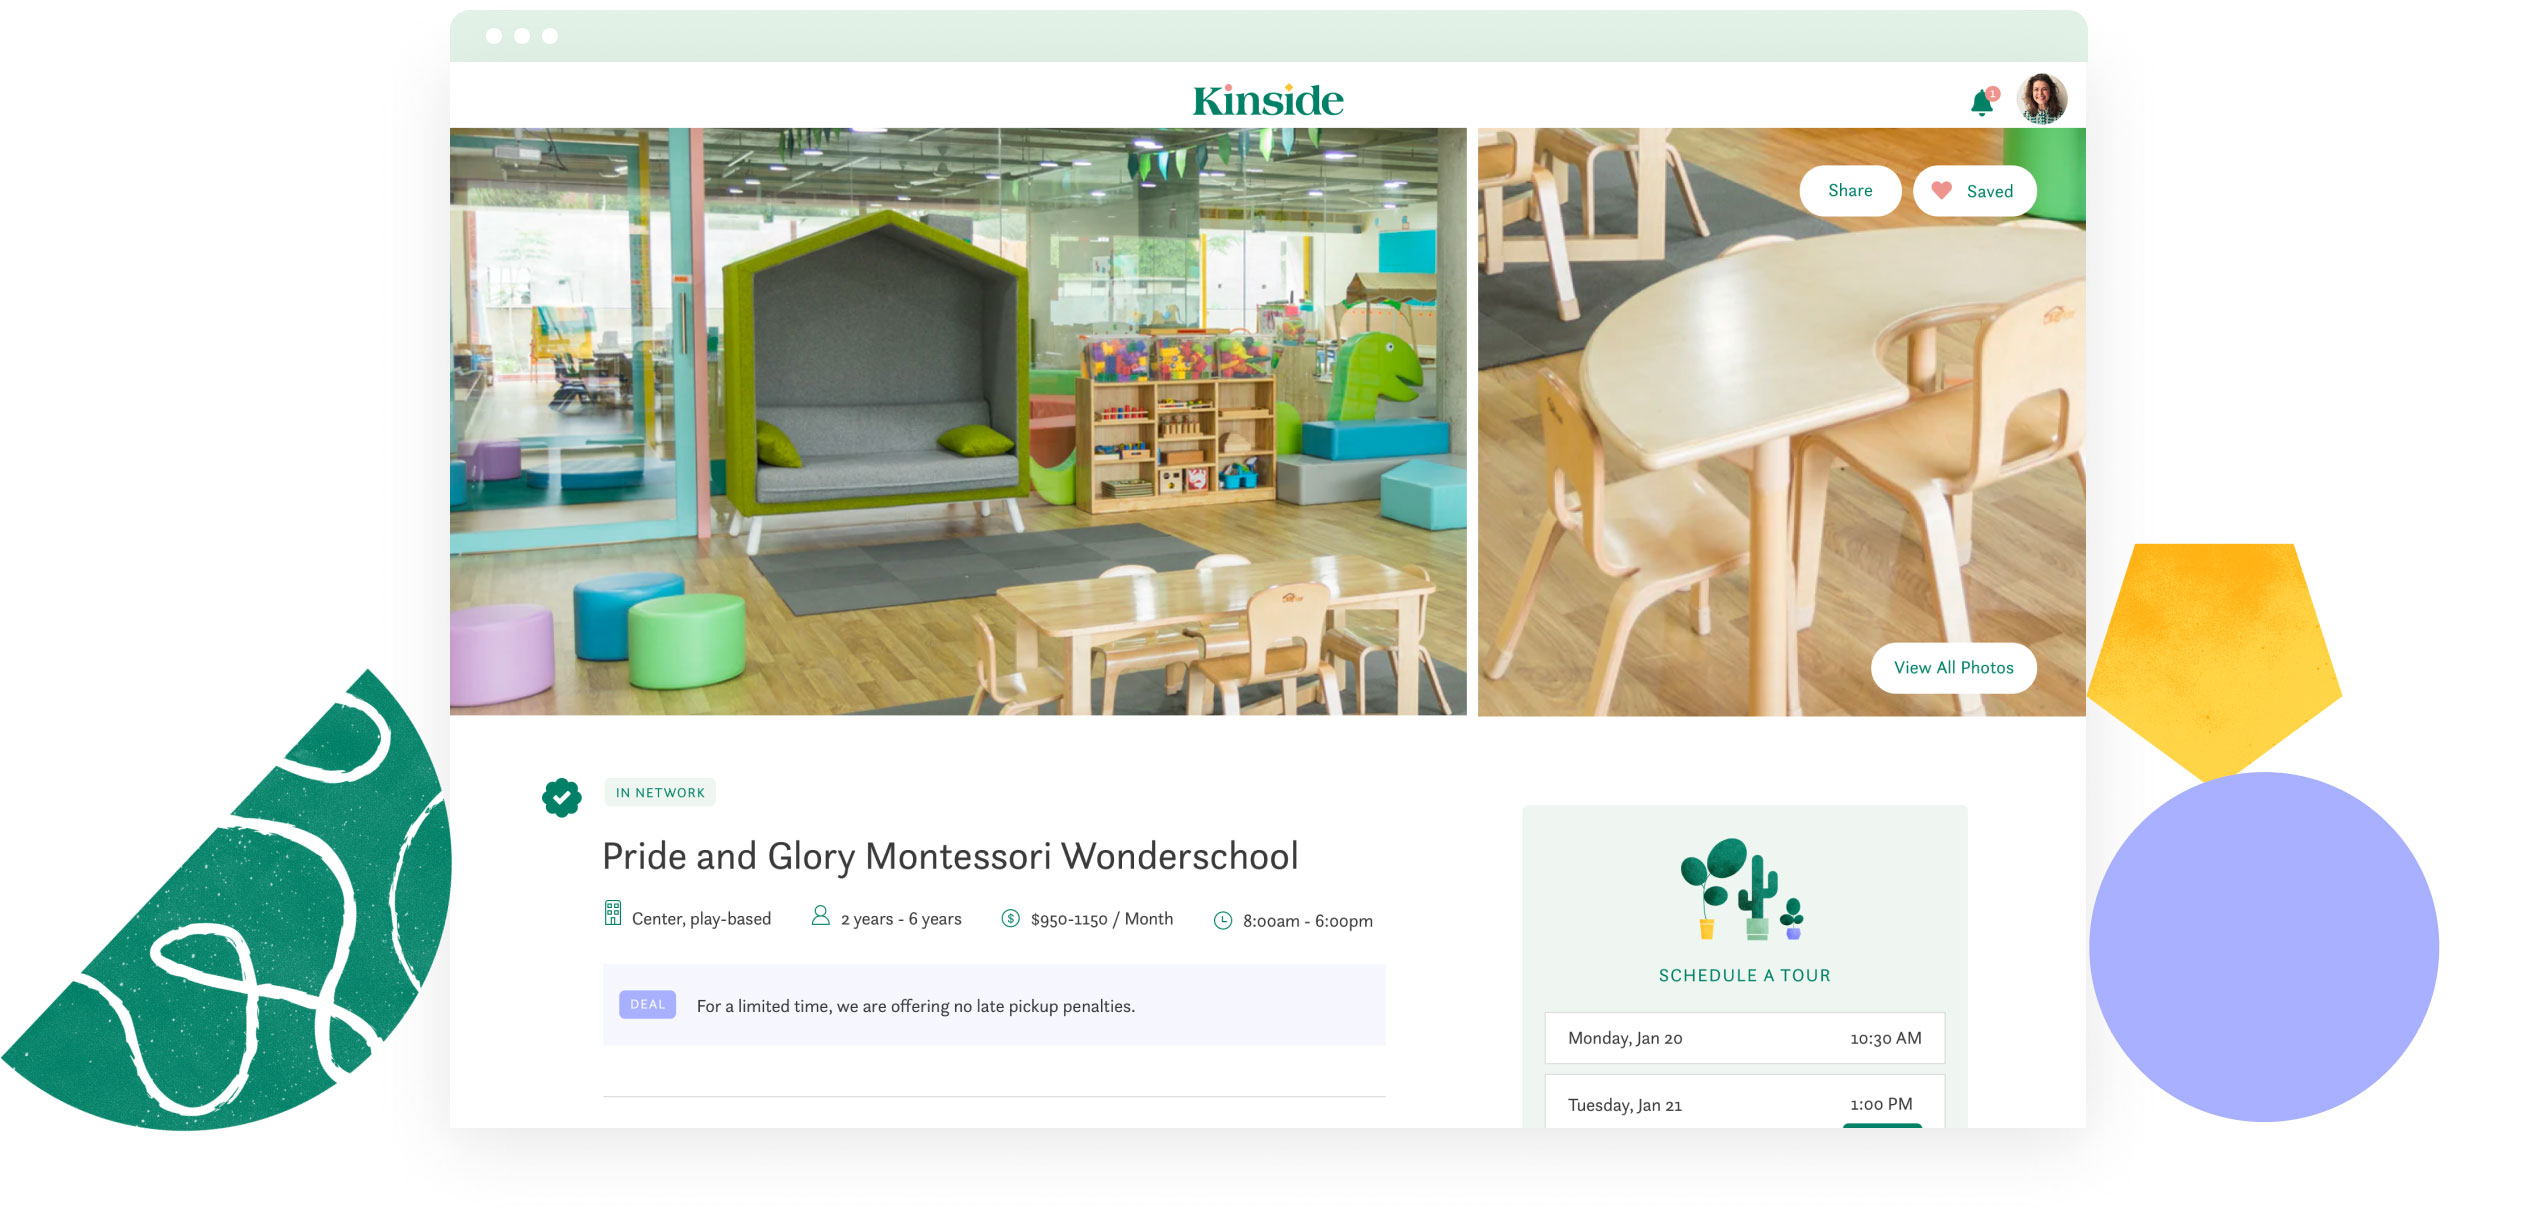 Kinside
1
Share
Saved
View All Photos
IN NETWORK
Pride and Glory Montessori Wonderschool
Center, play-based
2 years - 6 years
$950-1150 / Month
8:00am - 6:00pm
DEAL
For a limited time, we are offering no late pickup penalties.
SCHEDULE A TOUR
Monday, Jan 20 10:30 AM
Tuesday, Jan 21 1:00 PM